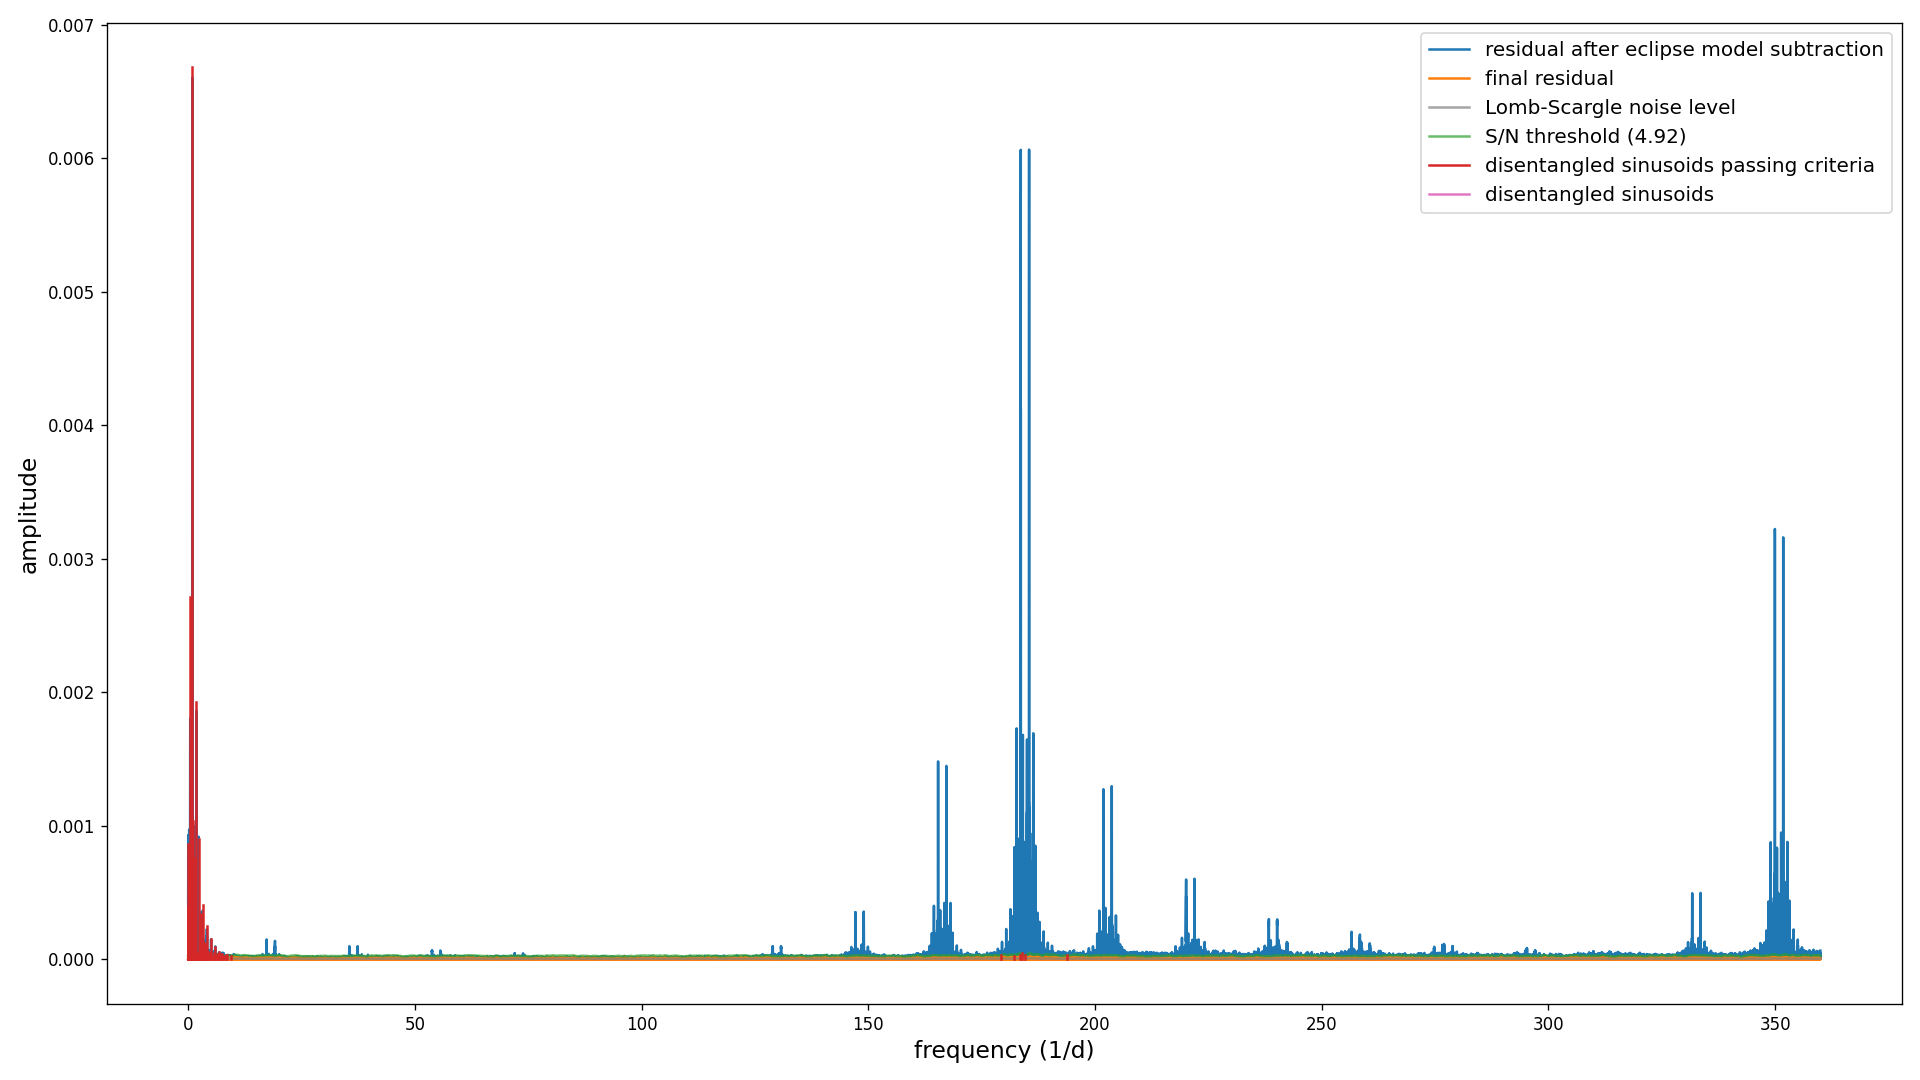 residual after eclipse model subtraction
final residual
Lomb-Scargle noise level
S/N threshold (4.92)
disentangled sinusoids passing criteria
disentangled sinusoids
0.007
0.006
0.005
0.004
0.003
0.002
0.001
0.000
amplitude
0 50 100 150 200 250 300 350
frequency (1/d)